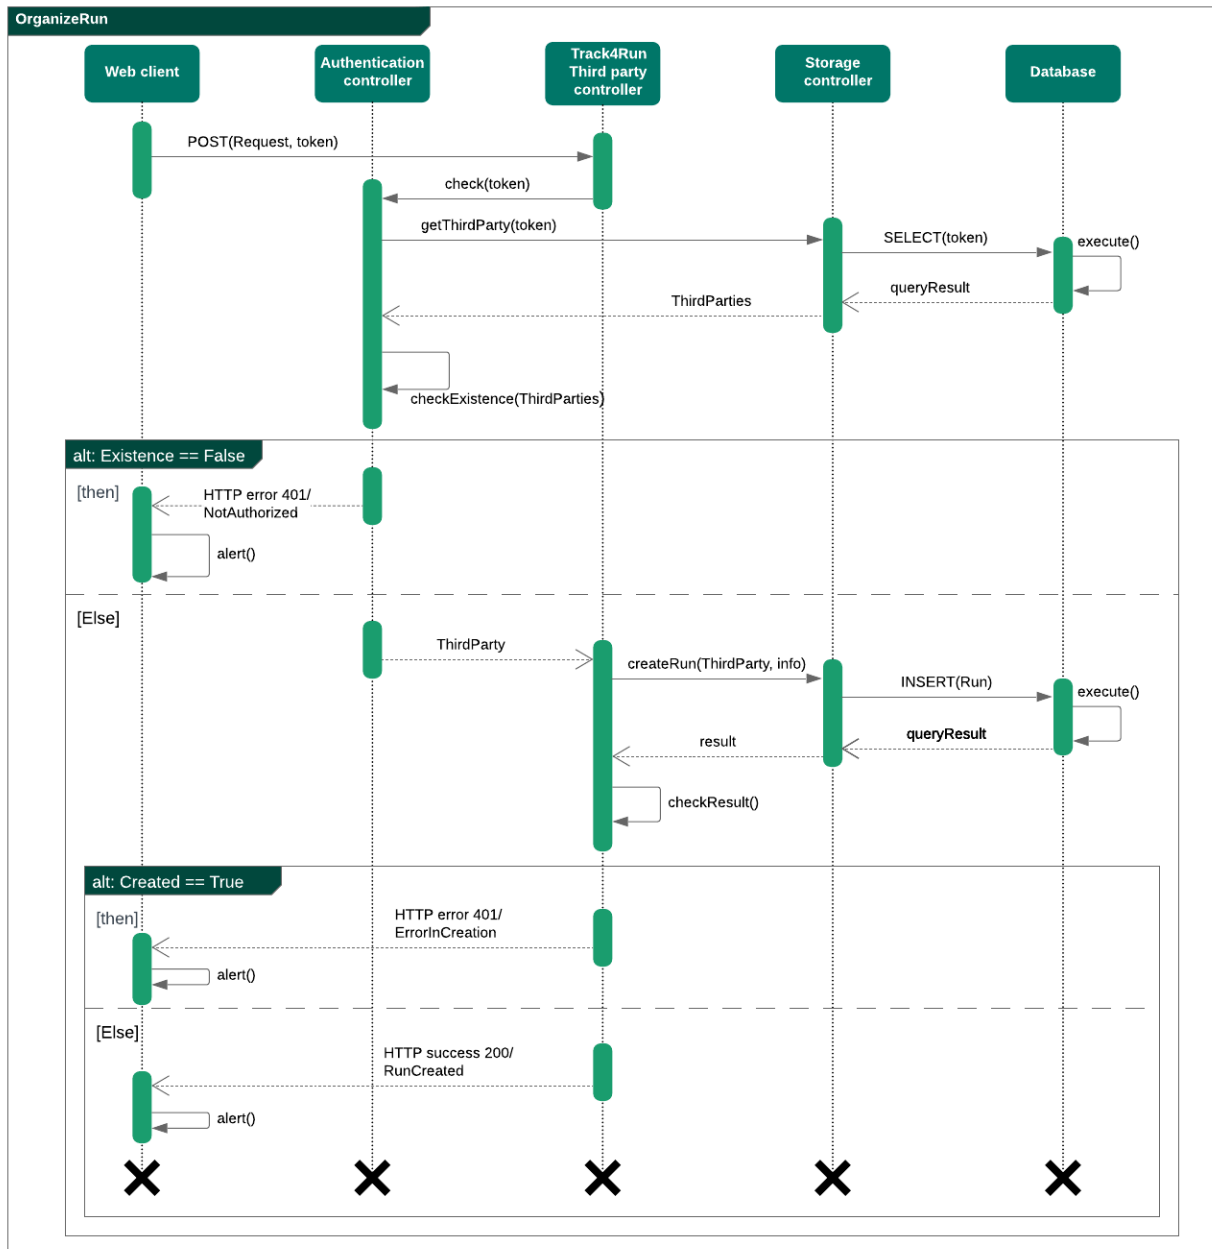 OrganizeRun
Web client
Authentication
controller
Track4Run
Third party
controller
Storage
controller
Database
POST(Request, token)
check(token)
getThirdParty(token)
SELECT(token)
execute()
queryResult
ThirdParties
checkExistence(ThirdParties)
alt: Existence == False
[then]
HTTP error 401/
NotAuthorized
alert()
[Else]
ThirdParty
createRun(ThirdParty, info)
INSERT(Run)
execute()
queryResult
result
checkResult()
alt: Created == True
[then]
HTTP error 401/
ErrorInCreation
alert()
[Else]
HTTP success 200/
RunCreated
alert()